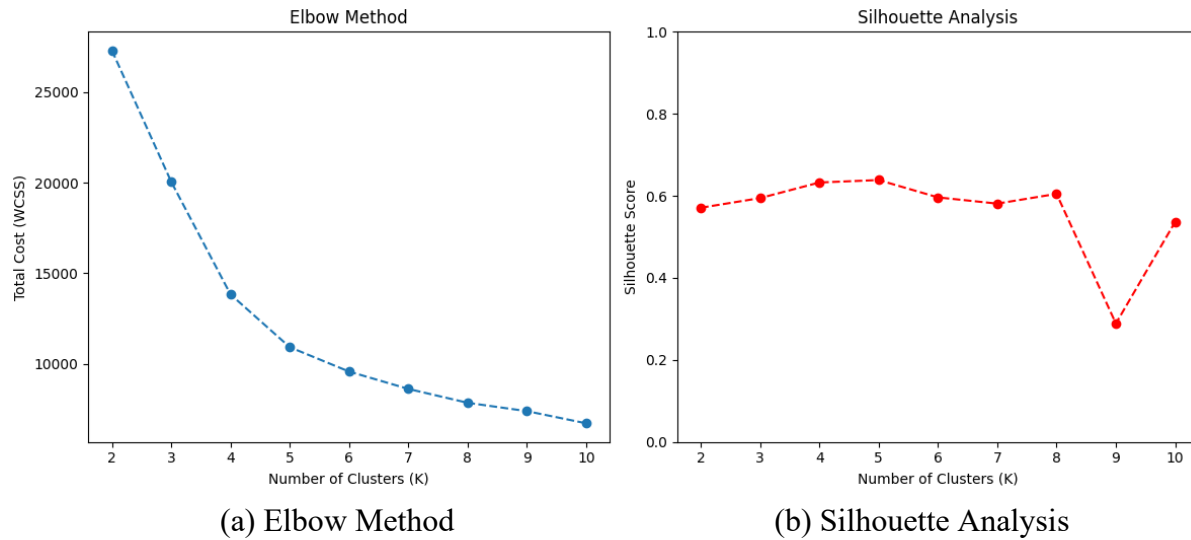 Elbow Method
25000
20000
15000
10000
Total Cost (WCSS)
2 3 4 5 6 7 8 9 10
Number of Clusters (K)
(a) Elbow Method
Silhouette Analysis
1.0
0.8
0.6
0.4
0.2
0.0
Silhouette Score
2 3 4 5 6 7 8 9 10
Number of Clusters (K)
(b) Silhouette Analysis